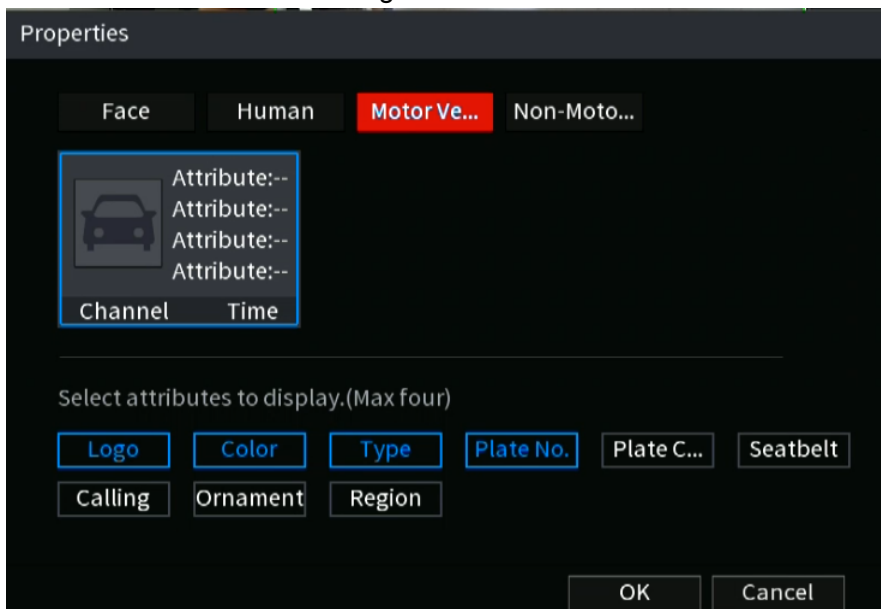 Properties
Face Human Motor Ve... Non-Moto...
Attribute:--
Attribute:--
Attribute:--
Attribute:--
Channel Time
Select attributes to display.(Max four)
Logo Color Type Plate No. Plate C... Seatbelt
Calling Ornament Region
OK Cancel